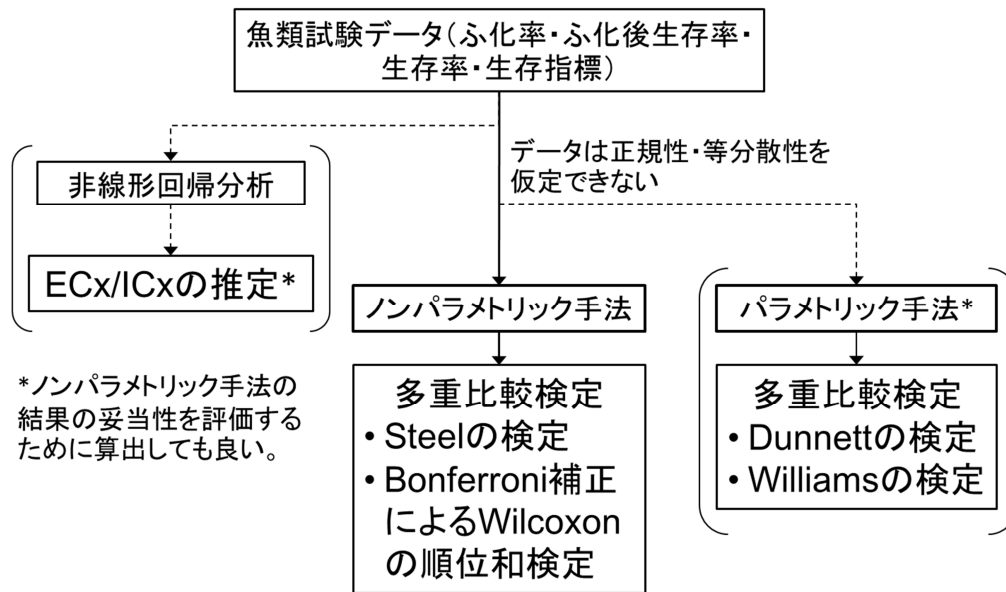 魚類試験データ（ふ化率・ふ化後生存率・
生存率・生存指標）
データは正規性・等分散性を
仮定できない
非線形回帰分析
ECx/ICxの推定*
ノンパラメトリック手法
パラメトリック手法*
*ノンパラメトリック手法の
結果の妥当性を評価する
ために算出しても良い。
多重比較検定
• Steelの検定
• Bonferroni補正
によるWilcoxon
の順位和検定
多重比較検定
• Dunnettの検定
• Williamsの検定